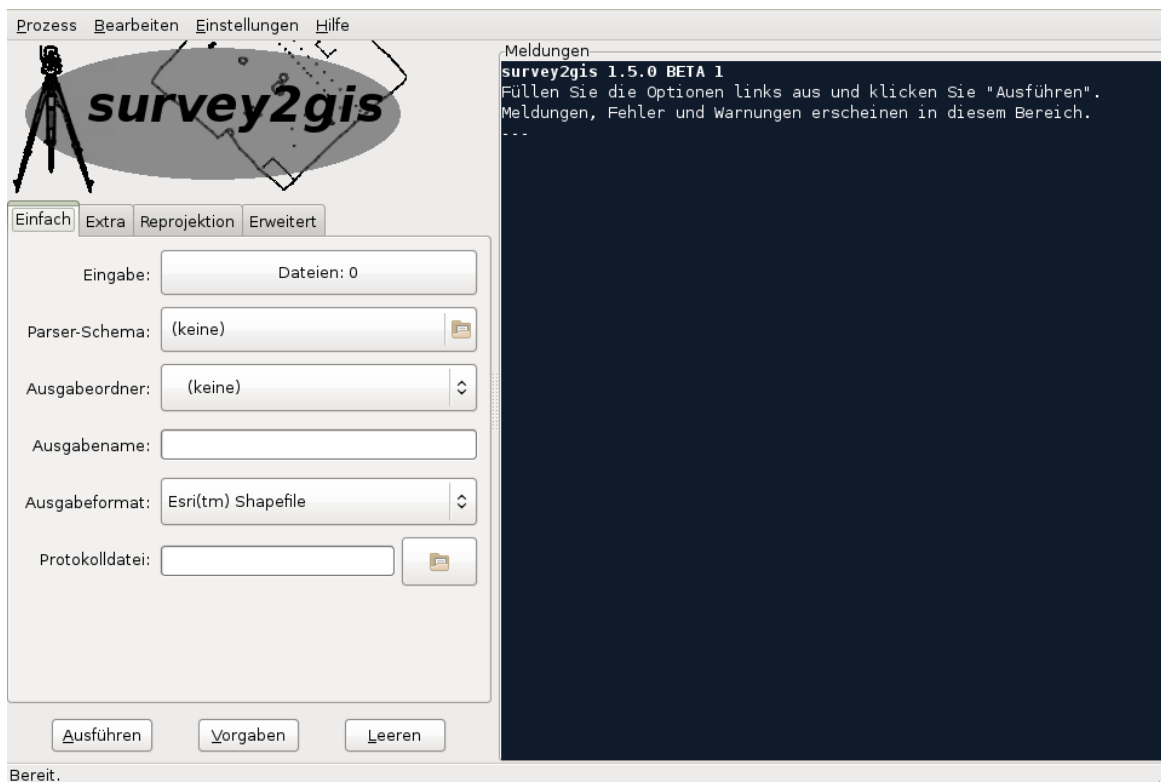 Prozess Bearbeiten Einstellungen Hilfe
survey2gis
Einfach Extra Reprojektion Erweitert
Eingabe: Dateien: 0
Parser-Schema: (keine)
Ausgabeordner: (keine)
Ausgabename:
Ausgabeformat: Esri(tm) Shapefile
Protokolldatei:
Ausführen Vorgaben Leeren
Meldungen
survey2gis 1.5.0 BETA 1
Füllen Sie die Optionen links aus und klicken Sie "Ausführen".
Meldungen, Fehler und Warnungen erscheinen in diesem Bereich.
---
Bereit.